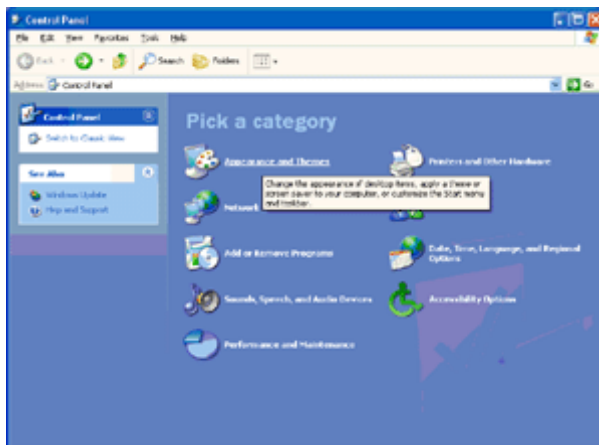 Control Panel
File Edit View Favorites Tools Help
Back Search Folders
Address Control Panel Go
Control Panel
Switch to Classic View
See Also
Windows Update
Help and Support
Pick a category
Appearance and Themes
Printers and Other Hardware
Change the appearance of desktop items, apply a theme or
screen saver to your computer, or customize the Start menu
and taskbar.
Network
Add or Remove Programs
Date, Time, Language, and Regional
Options
Sounds, Speech, and Audio Devices
Accessibility Options
Performance and Maintenance